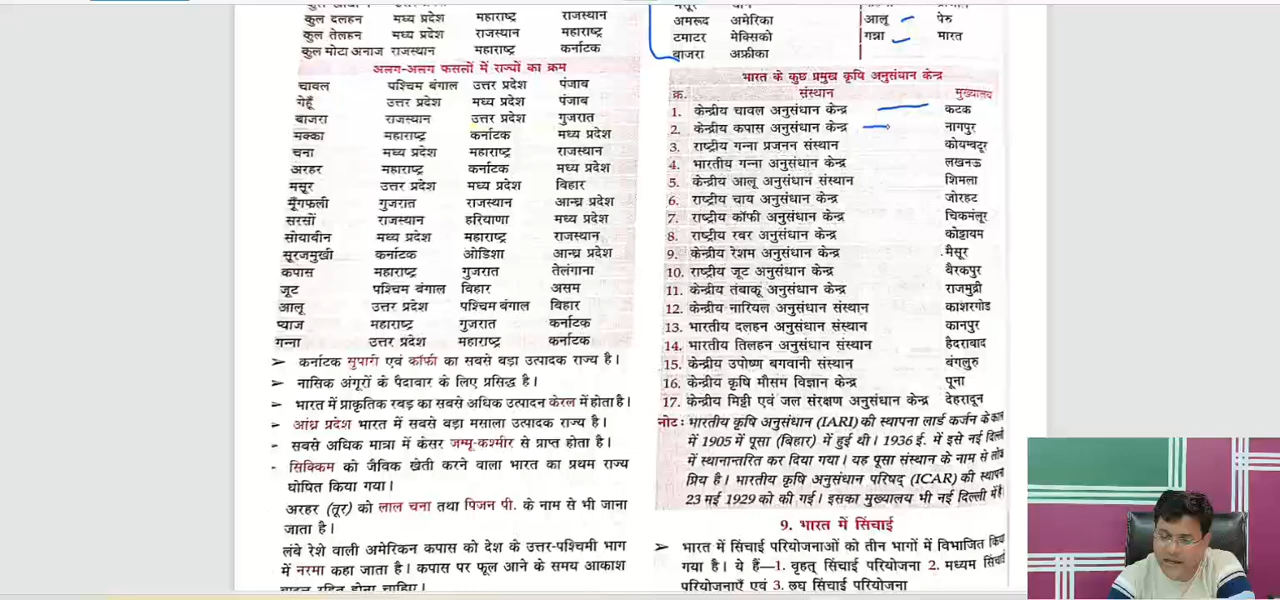 कुल दलहन मध्य प्रदेश महाराष्ट्र राजस्थान
कुल तेलहन मध्य प्रदेश राजस्थान महाराष्ट्र
कुल मोटा अनाज राजस्थान महाराष्ट्र कर्नाटक
अलग-अलग फसलों में राज्यों का क्रम
चावल पश्चिम बंगाल उत्तर प्रदेश पंजाब
गेहूँ उत्तर प्रदेश मध्य प्रदेश पंजाब
बाजरा राजस्थान उत्तर प्रदेश गुजरात
मक्का महाराष्ट्र कर्नाटक मध्य प्रदेश
चना मध्य प्रदेश महाराष्ट्र राजस्थान
अरहर महाराष्ट्र कर्नाटक मध्य प्रदेश
मसूर उत्तर प्रदेश मध्य प्रदेश बिहार
मूँगफली गुजरात राजस्थान आन्ध्र प्रदेश
सरसों राजस्थान हरियाणा मध्य प्रदेश
सोयाबीन मध्य प्रदेश महाराष्ट्र राजस्थान
सूरजमुखी कर्नाटक ओडिशा आन्ध्र प्रदेश
कपास महाराष्ट्र गुजरात तेलंगाना
जूट पश्चिम बंगाल बिहार असम
आलू उत्तर प्रदेश पश्चिम बंगाल बिहार
प्याज महाराष्ट्र गुजरात कर्नाटक
गन्ना उत्तर प्रदेश महाराष्ट्र कर्नाटक
➢ कर्नाटक सुपारी एवं कॉफी का सबसे बड़ा उत्पादक राज्य है।
➢ नासिक अंगूरों के पैदावार के लिए प्रसिद्ध है।
➢ भारत में प्राकृतिक रबड़ का सबसे अधिक उत्पादन केरल में होता है।
➢ आंध्र प्रदेश भारत में सबसे बड़ा मसाला उत्पादक राज्य है।
- सबसे अधिक मात्रा में केसर जम्मू-कश्मीर से प्राप्त होता है।
- सिक्किम को जैविक खेती करने वाला भारत का प्रथम राज्य
घोषित किया गया।
अरहर (तूर) को लाल चना तथा पिजन पी. के नाम से भी जाना
जाता है।
लंबे रेशे वाली अमेरिकन कपास को देश के उत्तर-पश्चिमी भाग
में नरमा कहा जाता है। कपास पर फूल आने के समय आकाश
बादल रहित होना चाहिए।
अमरूद अमेरिका आलू पेरु
टमाटर मेक्सिको गन्ना भारत
बाजरा अफ्रीका
भारत के कुछ प्रमुख कृषि अनुसंधान केन्द्र
क्र. संस्थान मुख्यालय
1. केन्द्रीय चावल अनुसंधान केन्द्र कटक
2. केन्द्रीय कपास अनुसंधान केन्द्र नागपुर
3. राष्ट्रीय गन्ना प्रजनन संस्थान कोयम्बटूर
4. भारतीय गन्ना अनुसंधान केन्द्र लखनऊ
5. केन्द्रीय आलू अनुसंधान संस्थान शिमला
6. राष्ट्रीय चाय अनुसंधान केन्द्र जोरहट
7. राष्ट्रीय कॉफी अनुसंधान केन्द्र चिकमंलूर
8. राष्ट्रीय रबर अनुसंधान केन्द्र कोट्टायम
9. केन्द्रीय रेशम अनुसंधान केन्द्र मैसूर
10. राष्ट्रीय जूट अनुसंधान केन्द्र बैरकपुर
11. केन्द्रीय तंबाकू अनुसंधान केन्द्र राजमुद्री
12. केन्द्रीय नारियल अनुसंधान संस्थान काशरगोड
13. भारतीय दलहन अनुसंधान संस्थान कानपुर
14. भारतीय तिलहन अनुसंधान संस्थान हैदराबाद
15. केन्द्रीय उपोष्ण बगवानी संस्थान बंगलुरु
16. केन्द्रीय कृषि मौसम विज्ञान केन्द्र पूना
17. केन्द्रीय मिट्टी एवं जल संरक्षण अनुसंधान केन्द्र देहरादून
नोट: भारतीय कृषि अनुसंधान (IARI) की स्थापना लार्ड कर्जन के काल
में 1905 में पूसा (बिहार) में हुई थी। 1936 ई. में इसे नई दिल्ली
में स्थानान्तरित कर दिया गया। यह पूसा संस्थान के नाम से लोक
प्रिय है। भारतीय कृषि अनुसंधान परिषद् (ICAR) की स्थापन
23 मई 1929 को की गई। इसका मुख्यालय भी नई दिल्ली में है
9. भारत में सिंचाई
➢ भारत में सिंचाई परियोजनाओं को तीन भागों में विभाजित किय
गया है। ये हैं—1. वृहत् सिंचाई परियोजना 2. मध्यम सिंचाई
परियोजनाएँ एवं 3. लघु सिंचाई परियोजना